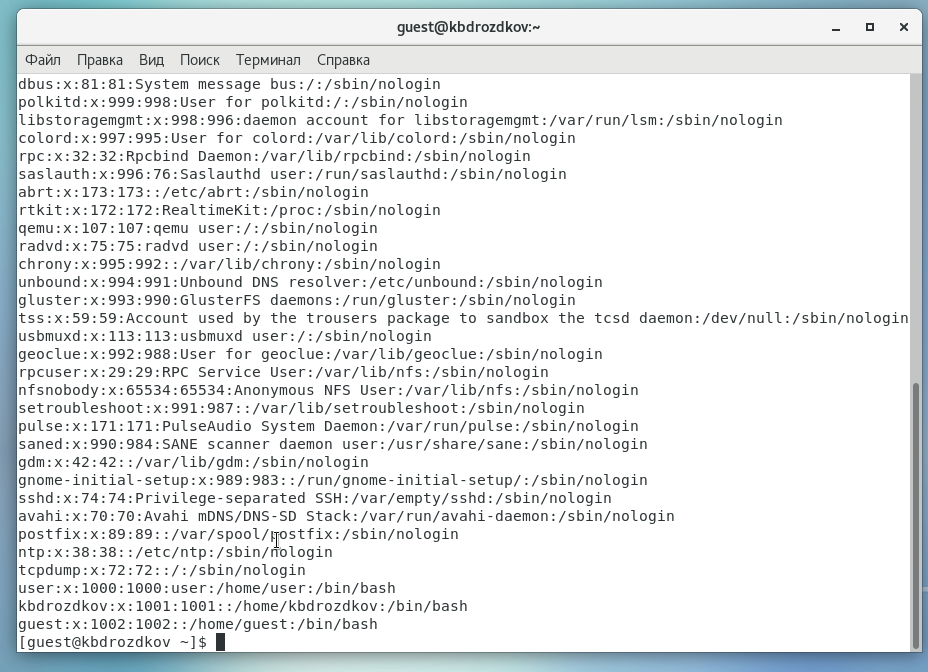 guest@kbdrozdkov:~
Файл Правка Вид Поиск Терминал Справка
dbus:x:81:81:System message bus:/:/sbin/nologin
polkitd:x:999:998:User for polkitd:/:/sbin/nologin
libstoragemgmt:x:998:996:daemon account for libstoragemgmt:/var/run/lsm:/sbin/nologin
colord:x:997:995:User for colord:/var/lib/colord:/sbin/nologin
rpc:x:32:32:Rpcbind Daemon:/var/lib/rpcbind:/sbin/nologin
saslauth:x:996:76:Saslauthd user:/run/saslauthd:/sbin/nologin
abrt:x:173:173::/etc/abrt:/sbin/nologin
rtkit:x:172:172:RealtimeKit:/proc:/sbin/nologin
qemu:x:107:107:qemu user:/:/sbin/nologin
radvd:x:75:75:radvd user:/:/sbin/nologin
chrony:x:995:992::/var/lib/chrony:/sbin/nologin
unbound:x:994:991:Unbound DNS resolver:/etc/unbound:/sbin/nologin
gluster:x:993:990:GlusterFS daemons:/run/gluster:/sbin/nologin
tss:x:59:59:Account used by the trousers package to sandbox the tcsd daemon:/dev/null:/sbin/nologin
usbmuxd:x:113:113:usbmuxd user:/:/sbin/nologin
geoclue:x:992:988:User for geoclue:/var/lib/geoclue:/sbin/nologin
rpcuser:x:29:29:RPC Service User:/var/lib/nfs:/sbin/nologin
nfsnobody:x:65534:65534:Anonymous NFS User:/var/lib/nfs:/sbin/nologin
setroubleshoot:x:991:987::/var/lib/setroubleshoot:/sbin/nologin
pulse:x:171:171:PulseAudio System Daemon:/var/run/pulse:/sbin/nologin
saned:x:990:984:SANE scanner daemon user:/usr/share/sane:/sbin/nologin
gdm:x:42:42::/var/lib/gdm:/sbin/nologin
gnome-initial-setup:x:989:983::/run/gnome-initial-setup/:/sbin/nologin
sshd:x:74:74:Privilege-separated SSH:/var/empty/sshd:/sbin/nologin
avahi:x:70:70:Avahi mDNS/DNS-SD Stack:/var/run/avahi-daemon:/sbin/nologin
postfix:x:89:89::/var/spool/postfix:/sbin/nologin
ntp:x:38:38::/etc/ntp:/sbin/nologin
tcpdump:x:72:72::/:/sbin/nologin
user:x:1000:1000:user:/home/user:/bin/bash
kbdrozdkov:x:1001:1001::/home/kbdrozdkov:/bin/bash
guest:x:1002:1002::/home/guest:/bin/bash
[guest@kbdrozdkov ~]$